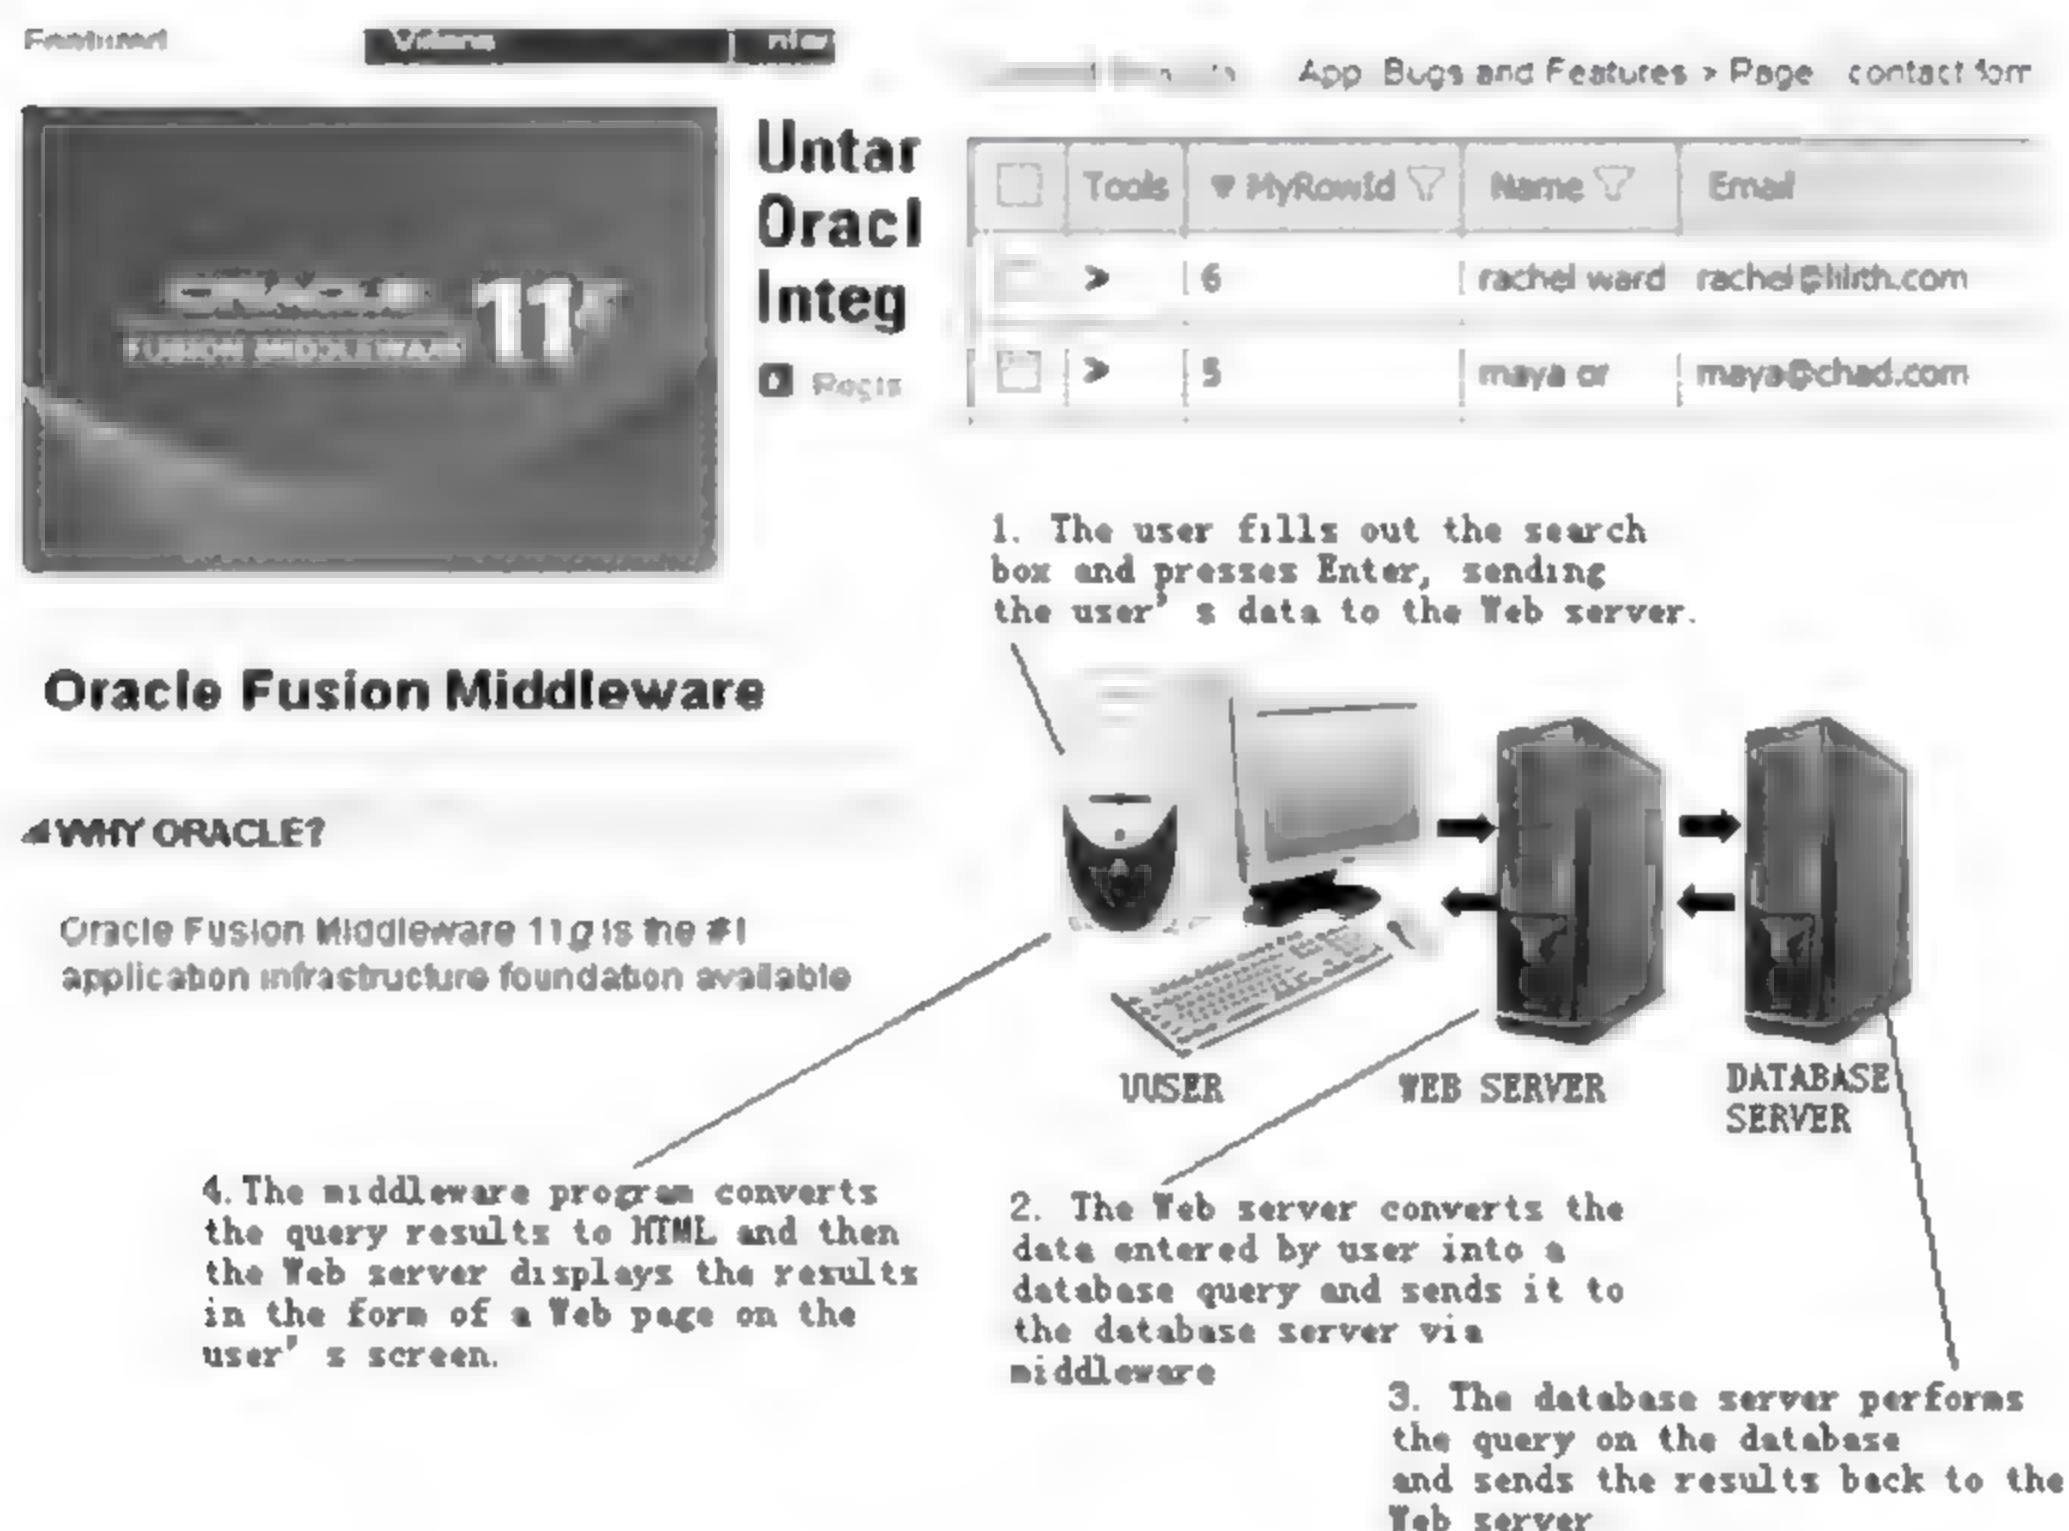 Featured
Videos
Untar
Oracl
Integ
11
FUSION MIDDLEWARE
Regis
App Bugs and Features > Page contact form
Tools MyRowId Name Email
> 6 rachel ward rachel@lilith.com
> 5 maya or maya@chad.com
Oracle Fusion Middleware
WHY ORACLE?
Oracle Fusion Middleware 11g is the #1
application infrastructure foundation available
1. The user fills out the search
box and presses Enter, sending
the user's data to the Web server.
UUSER
WEB SERVER
DATABASE
SERVER
4. The middleware program converts
the query results to HTML and then
the Web server displays the results
in the form of a Web page on the
user's screen.
2. The Web server converts the
data entered by user into a
database query and sends it to
the database server via
middleware
3. The database server performs
the query on the database
and sends the results back to the
Web server